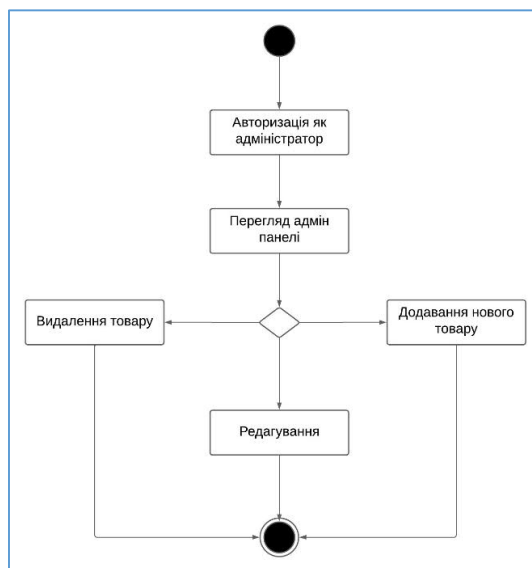 Авторизація як
адміністратор
Перегляд адмін
панелі
Видалення товару
Додавання нового
товару
Редагування